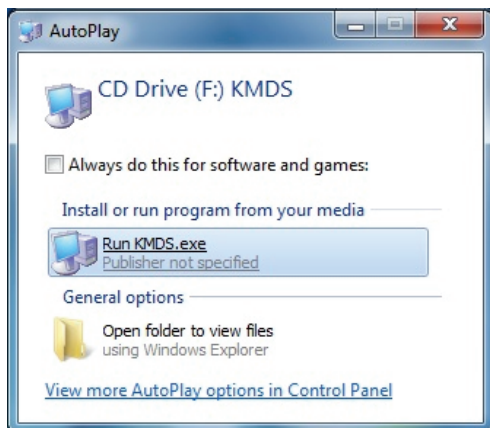 AutoPlay
CD Drive (F:) KMDS
Always do this for software and games:
Install or run program from your media
Run KMDS.exe
Publisher not specified
General options
Open folder to view files
using Windows Explorer
View more AutoPlay options in Control Panel